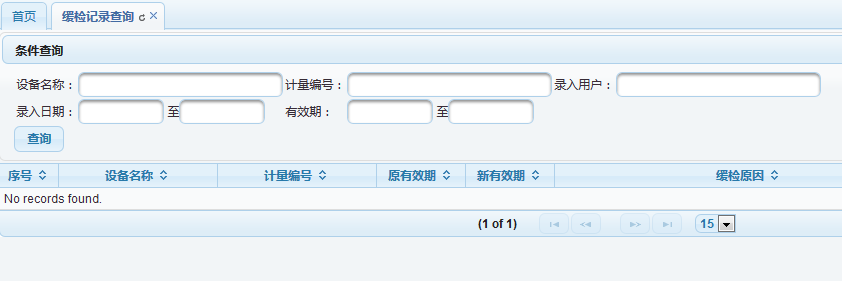 首页 缓检记录查询
条件查询
设备名称： 计量编号： 录入用户：
录入日期： 至 有效期： 至
查询
序号 设备名称 计量编号 原有效期 新有效期 缓检原因
No records found.
(1 of 1) 15